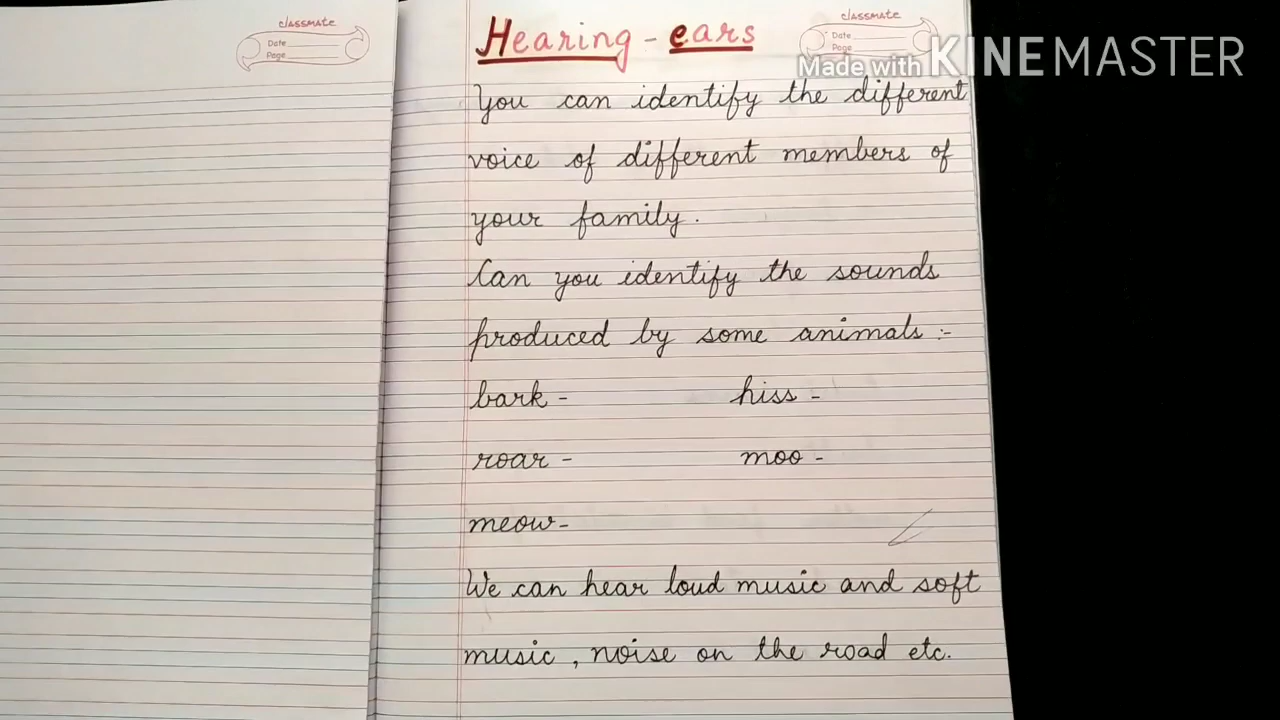 classmate
Date
Page
classmate
Date
Page
Made with KINEMASTER
Hearing - ears
You can identify the different
voice of different members of
your family.
Can you identify the sounds
produced by some animals :-
bark - hiss -
roar - moo -
meow-
We can hear loud music and soft
music, noise on the road etc.